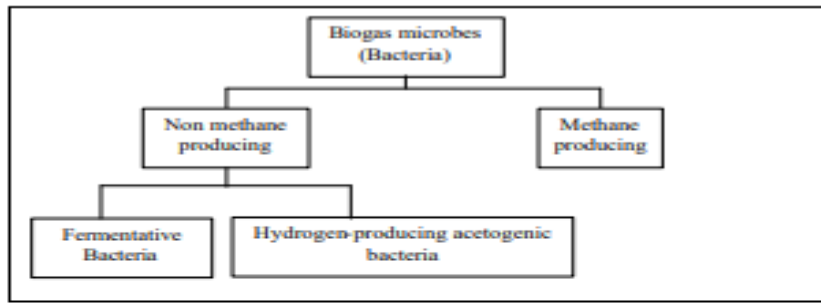 Biogas microbes
(Bacteria)
Non methane
producing
Methane
producing
Fermentative
Bacteria
Hydrogen-producing acetogenic
bacteria